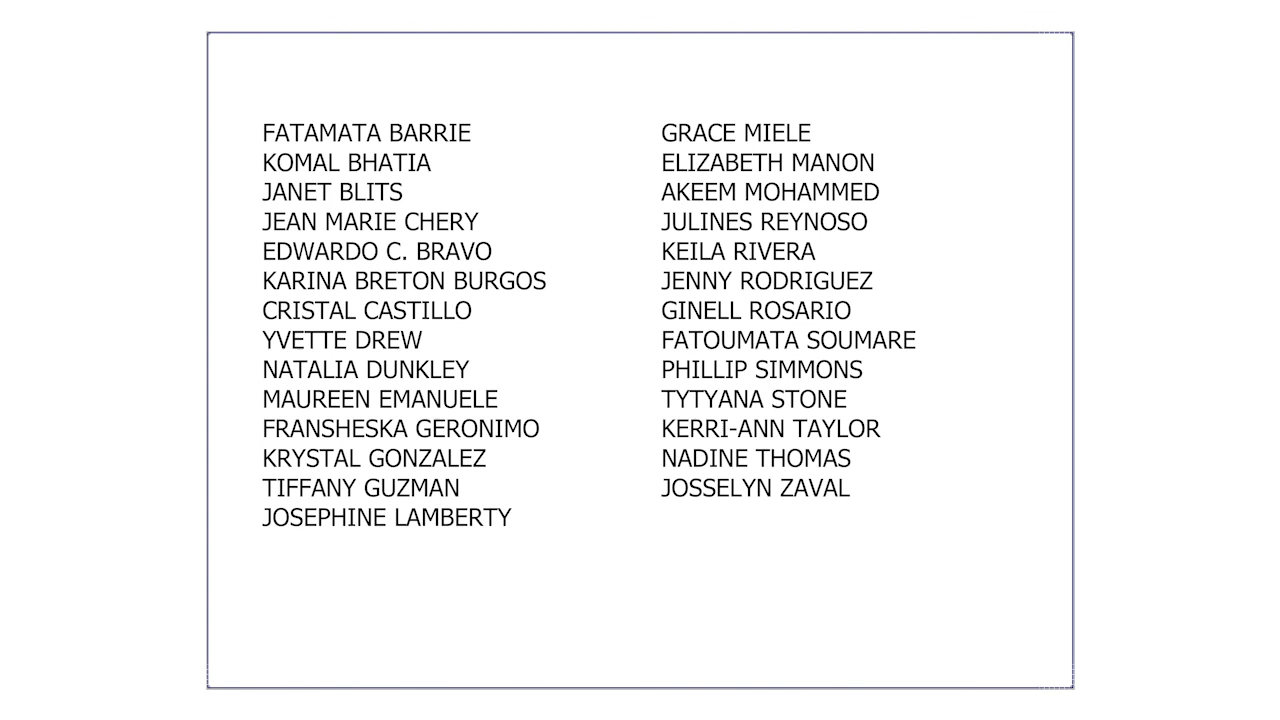 FATAMATA BARRIE
KOMAL BHATIA
JANET BLITS
JEAN MARIE CHERY
EDWARDO C. BRAVO
KARINA BRETON BURGOS
CRISTAL CASTILLO
YVETTE DREW
NATALIA DUNKLEY
MAUREEN EMANUELE
FRANSHESKA GERONIMO
KRYSTAL GONZALEZ
TIFFANY GUZMAN
JOSEPHINE LAMBERTY
GRACE MIELE
ELIZABETH MANON
AKEEM MOHAMMED
JULINES REYNOSO
KEILA RIVERA
JENNY RODRIGUEZ
GINELL ROSARIO
FATOUMATA SOUMARE
PHILLIP SIMMONS
TYTYANA STONE
KERRI-ANN TAYLOR
NADINE THOMAS
JOSSELYN ZAVAL